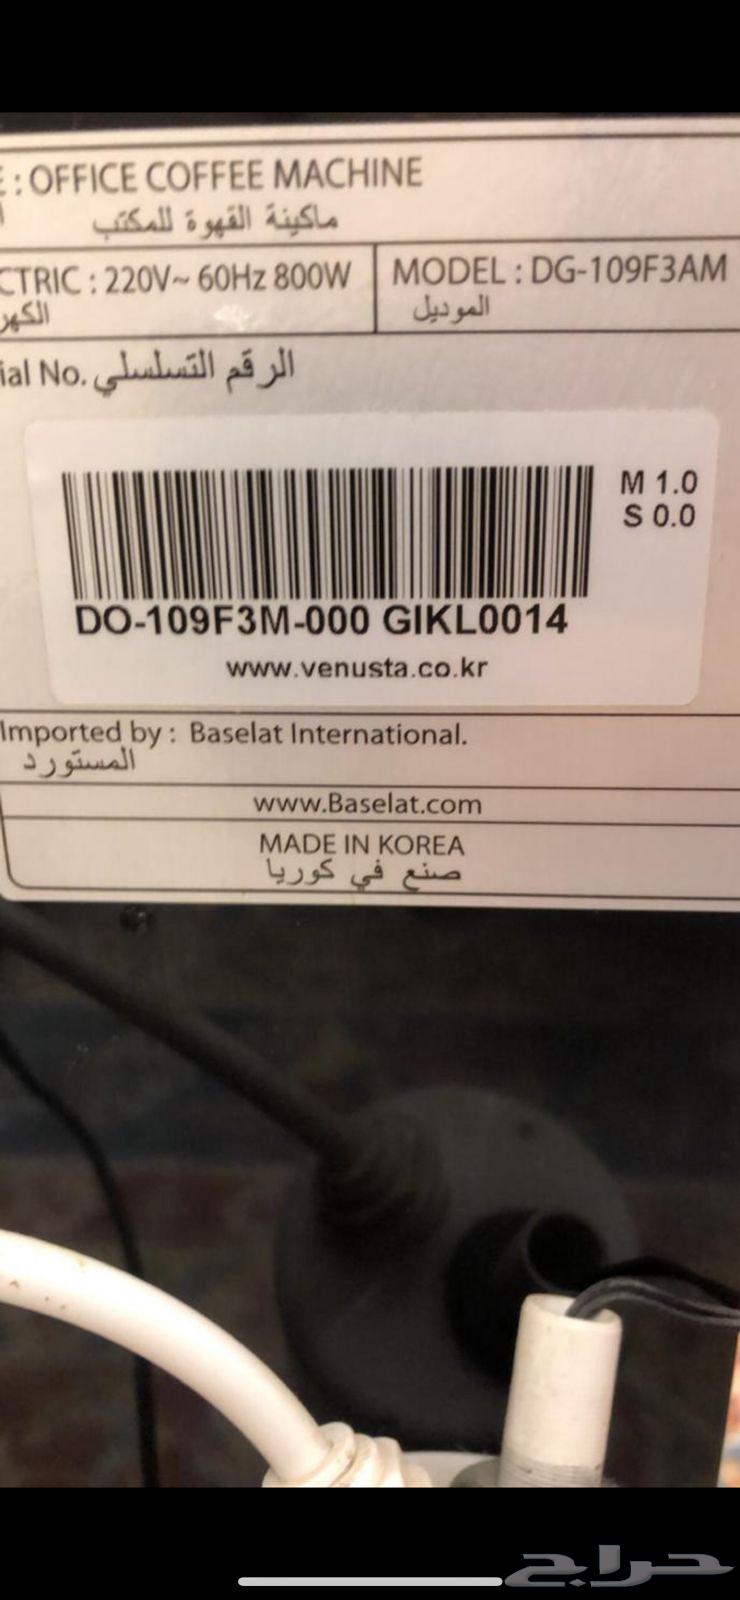 : OFFICE COFFEE MACHINE
ماكينة القهوة للمكتب
CTRIC : 220V~ 60Hz 800W
الكهر
MODEL : DG-109F3AM
الموديل
ial No. الرقم التسلسلي
M 1.0
S 0.0
DO-109F3M-000 GIKL0014
www.venusta.co.kr
Imported by : Baselat International.
المستورد
www.Baselat.com
MADE IN KOREA
صنع في كوريا
حراج